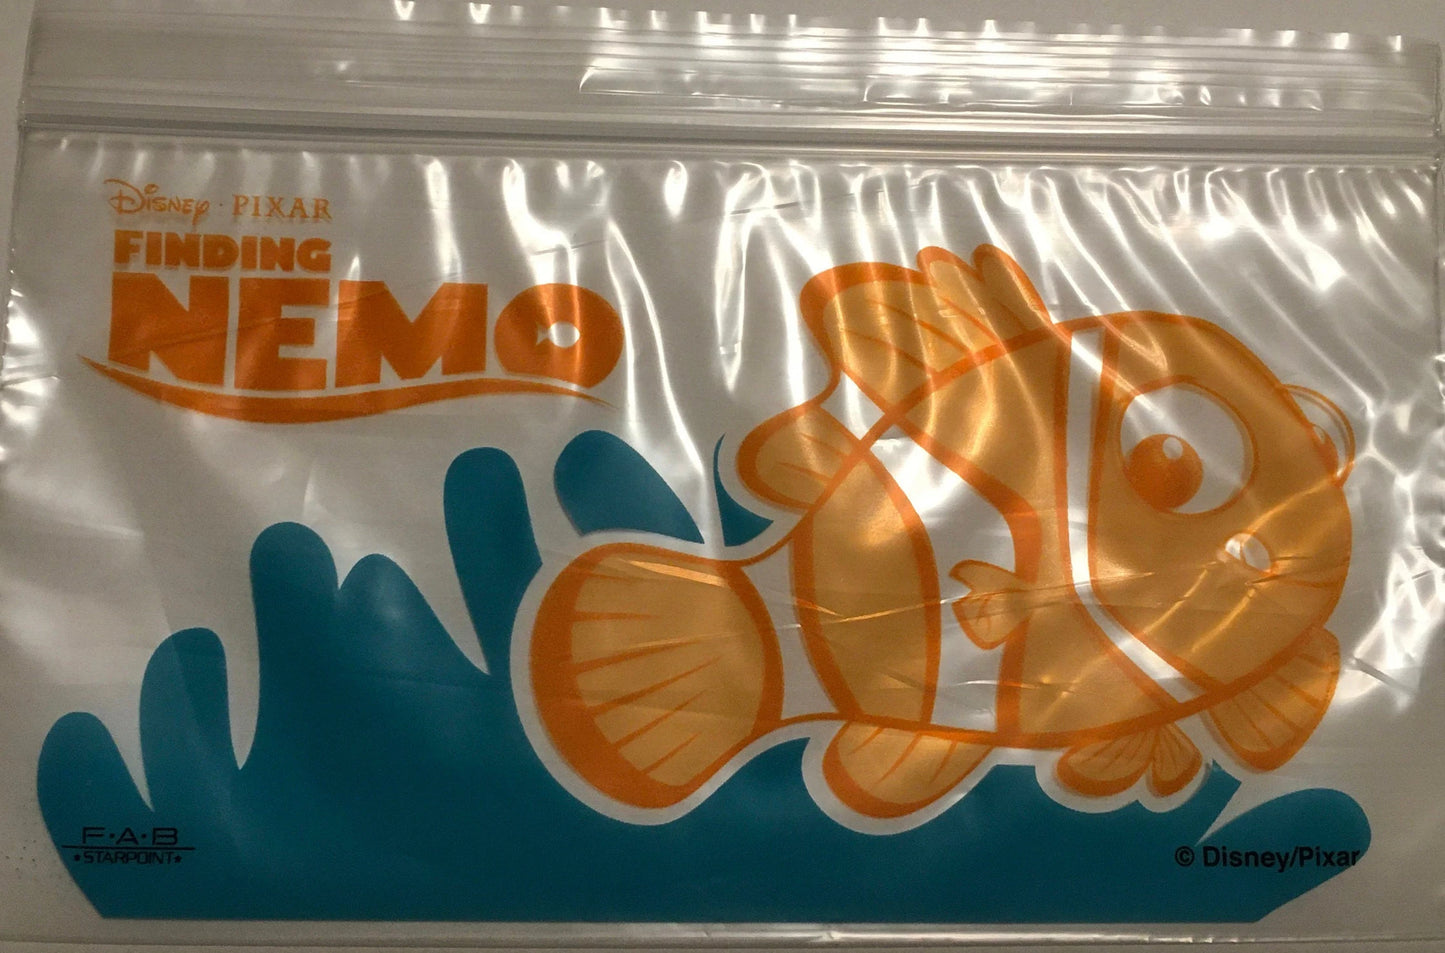 Disney · PIXAR
FINDING
NEMO
F·A·B
★STARPOINT★
© Disney/Pixar